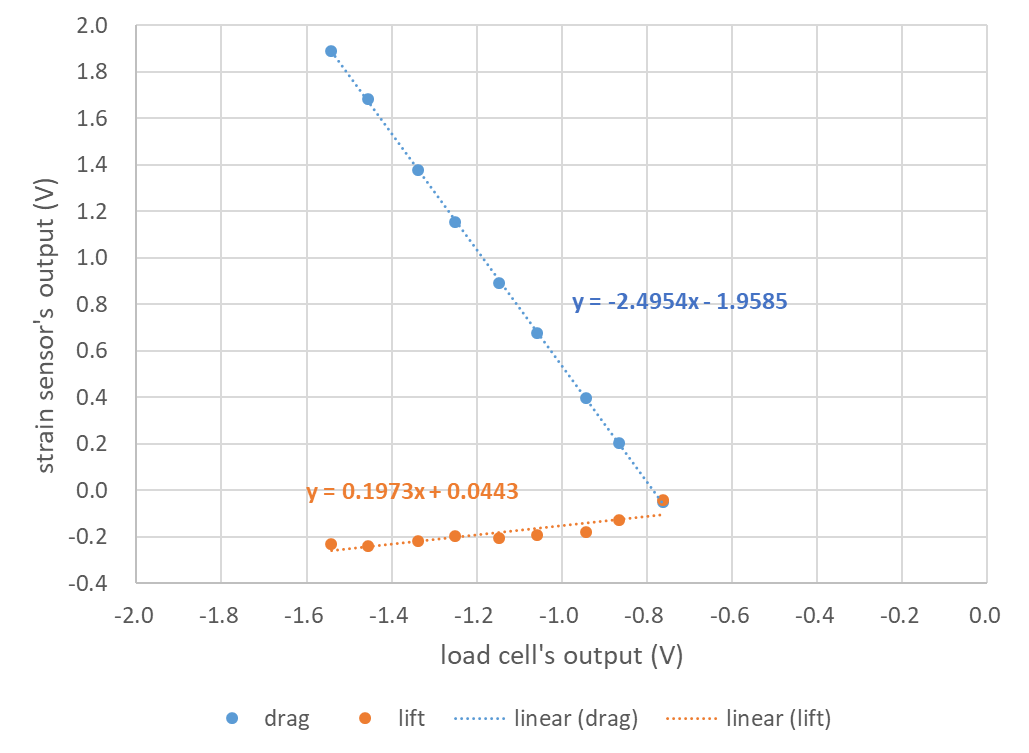 2.0
1.8
1.6
1.4
1.2
1.0
0.8
0.6
0.4
0.2
0.0
-0.2
-0.4
strain sensor's output (V)
y = -2.4954x - 1.9585
y = 0.1973x + 0.0443
-2.0 -1.8 -1.6 -1.4 -1.2 -1.0 -0.8 -0.6 -0.4 -0.2 0.0
load cell's output (V)
drag lift linear (drag) linear (lift)